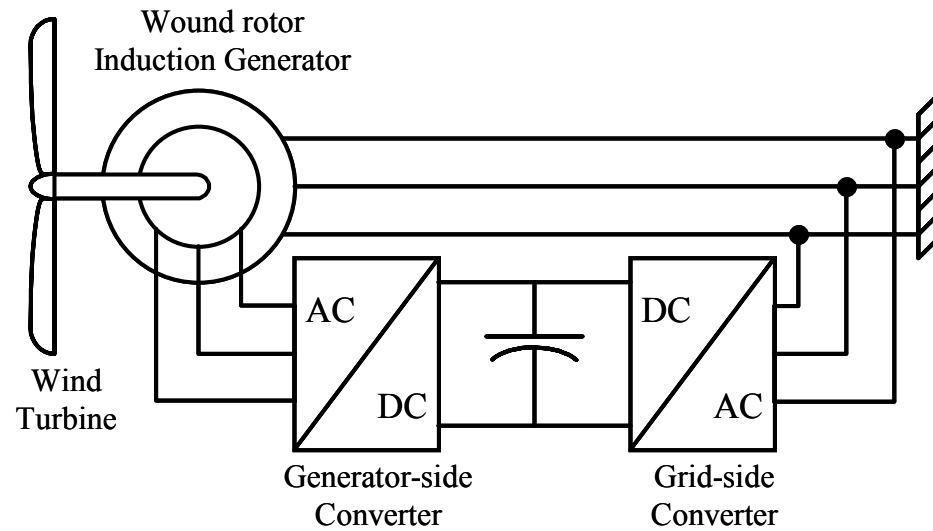 Wound rotor
Induction Generator
AC
DC
DC
AC
Wind
Turbine
Generator-side
Converter
Grid-side
Converter